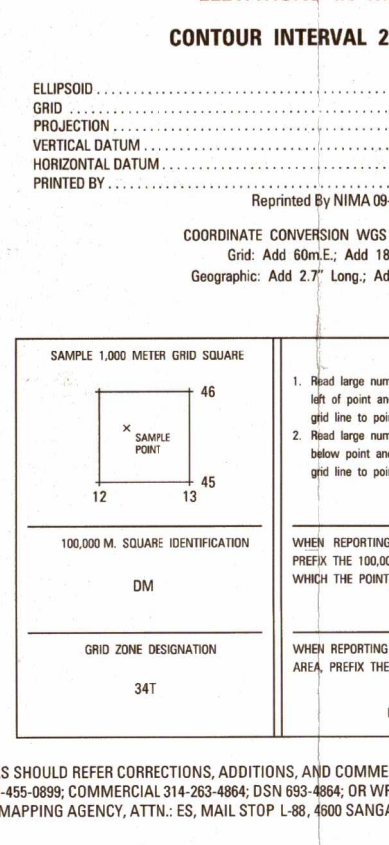 CONTOUR INTERVAL 2
ELLIPSOID
GRID
PROJECTION
VERTICAL DATUM
HORIZONTAL DATUM
PRINTED BY
Reprinted By NIMA 09-
COORDINATE CONVERSION WGS
Grid: Add 60m.E.; Add 18
Geographic: Add 2.7" Long.; Ad
SAMPLE 1,000 METER GRID SQUARE
46
SAMPLE
POINT
45
12 13
100,000 M. SQUARE IDENTIFICATION
DM
GRID ZONE DESIGNATION
34T
1. Read large num
left of point an
grid line to poi
2. Read large num
below point and
grid line to poi
WHEN REPORTING
PREFIX THE 100,00
WHICH THE POINT
WHEN REPORTING
AREA, PREFIX THE
S SHOULD REFER CORRECTIONS, ADDITIONS, AND COMME
-455-0899; COMMERCIAL 314-263-4864; DSN 693-4864; OR WR
MAPPING AGENCY, ATTN.: ES, MAIL STOP L-88, 4600 SANGA